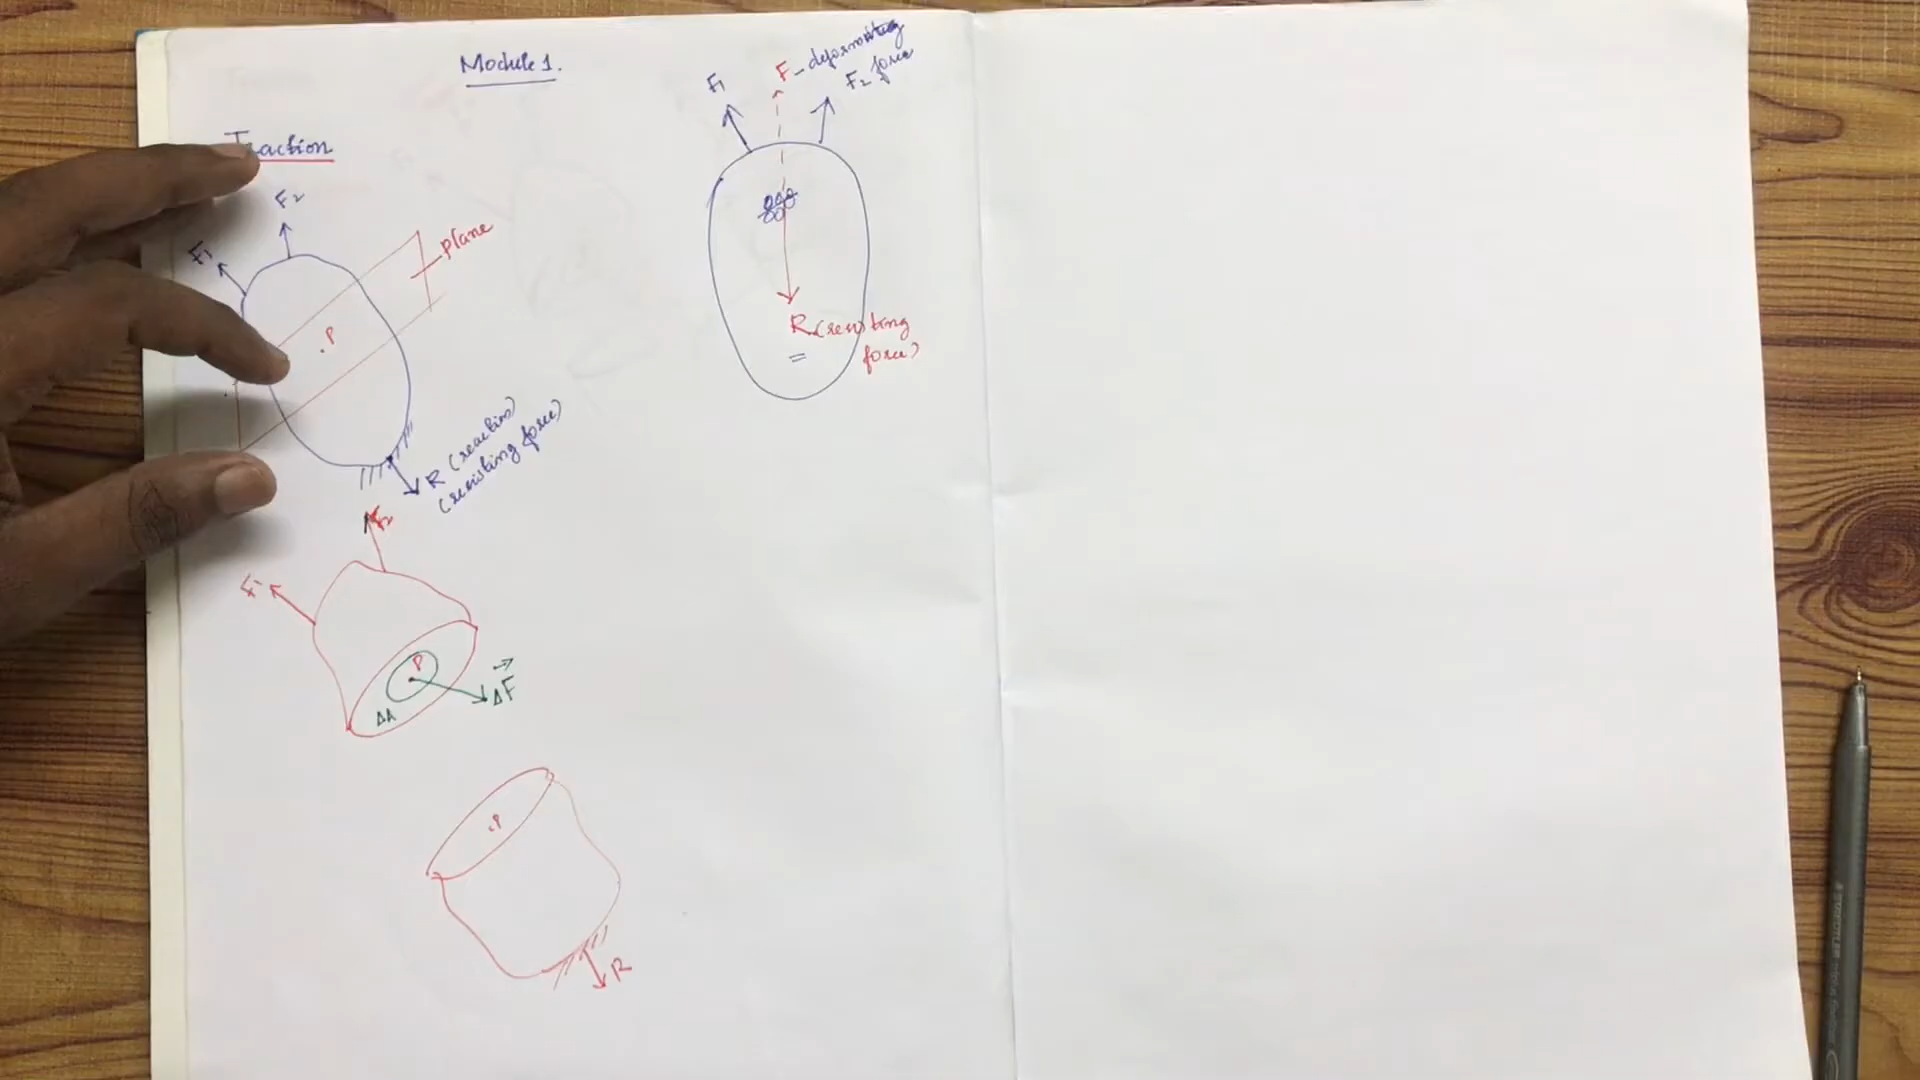 Module 1.
Traction
F1
F2
plane
.P
R (reaction)
(resisting force)
F1
F - deforming
force
F2
R (resisting
force)
=
F1
F2
P
ΔA
ΔF
.P
R